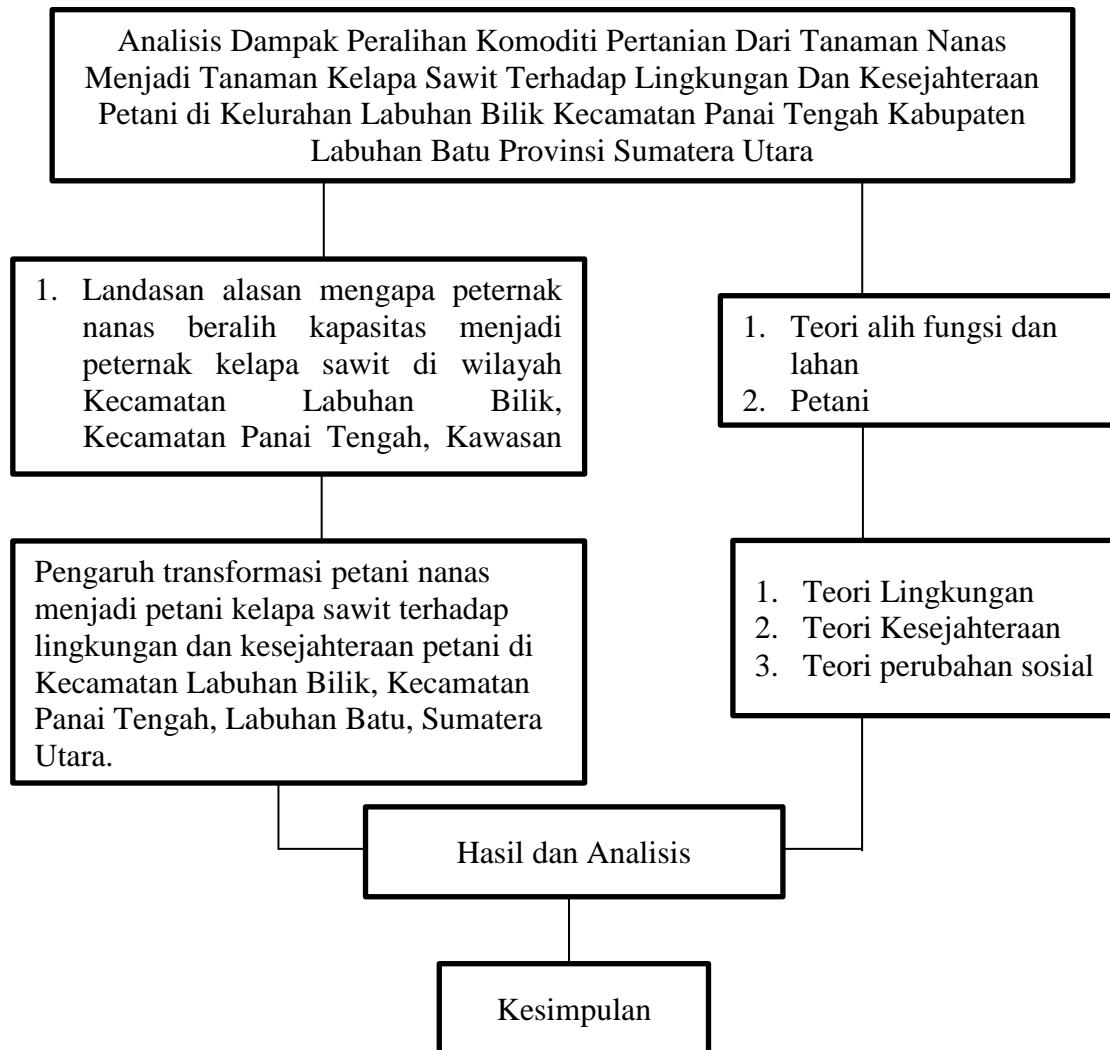 Analisis Dampak Peralihan Komoditi Pertanian Dari Tanaman Nanas
Menjadi Tanaman Kelapa Sawit Terhadap Lingkungan Dan Kesejahteraan
Petani di Kelurahan Labuhan Bilik Kecamatan Panai Tengah Kabupaten
Labuhan Batu Provinsi Sumatera Utara
1. Landasan alasan mengapa peternak
nanas beralih kapasitas menjadi
peternak kelapa sawit di wilayah
Kecamatan Labuhan Bilik,
Kecamatan Panai Tengah, Kawasan
1. Teori alih fungsi dan
lahan
2. Petani
Pengaruh transformasi petani nanas
menjadi petani kelapa sawit terhadap
lingkungan dan kesejahteraan petani di
Kecamatan Labuhan Bilik, Kecamatan
Panai Tengah, Labuhan Batu, Sumatera
Utara.
1. Teori Lingkungan
2. Teori Kesejahteraan
3. Teori perubahan sosial
Hasil dan Analisis
Kesimpulan